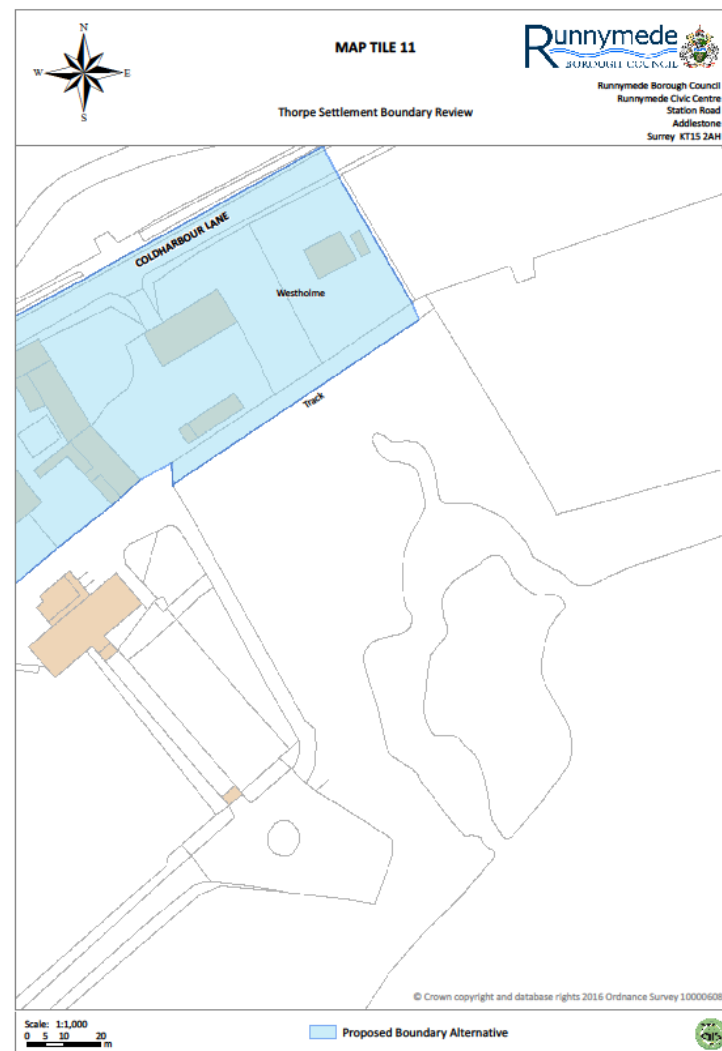 N
W E
S
MAP TILE 11
Thorpe Settlement Boundary Review
Runnymede
BOROUGH COUNCIL
Runnymede Borough Council
Runnymede Civic Centre
Station Road
Addlestone
Surrey KT15 2AH
COLDHARBOUR LANE
Westholme
Track
© Crown copyright and database rights 2016 Ordnance Survey 10000608
Scale: 1:1,000
0 5 10 20
m
Proposed Boundary Alternative